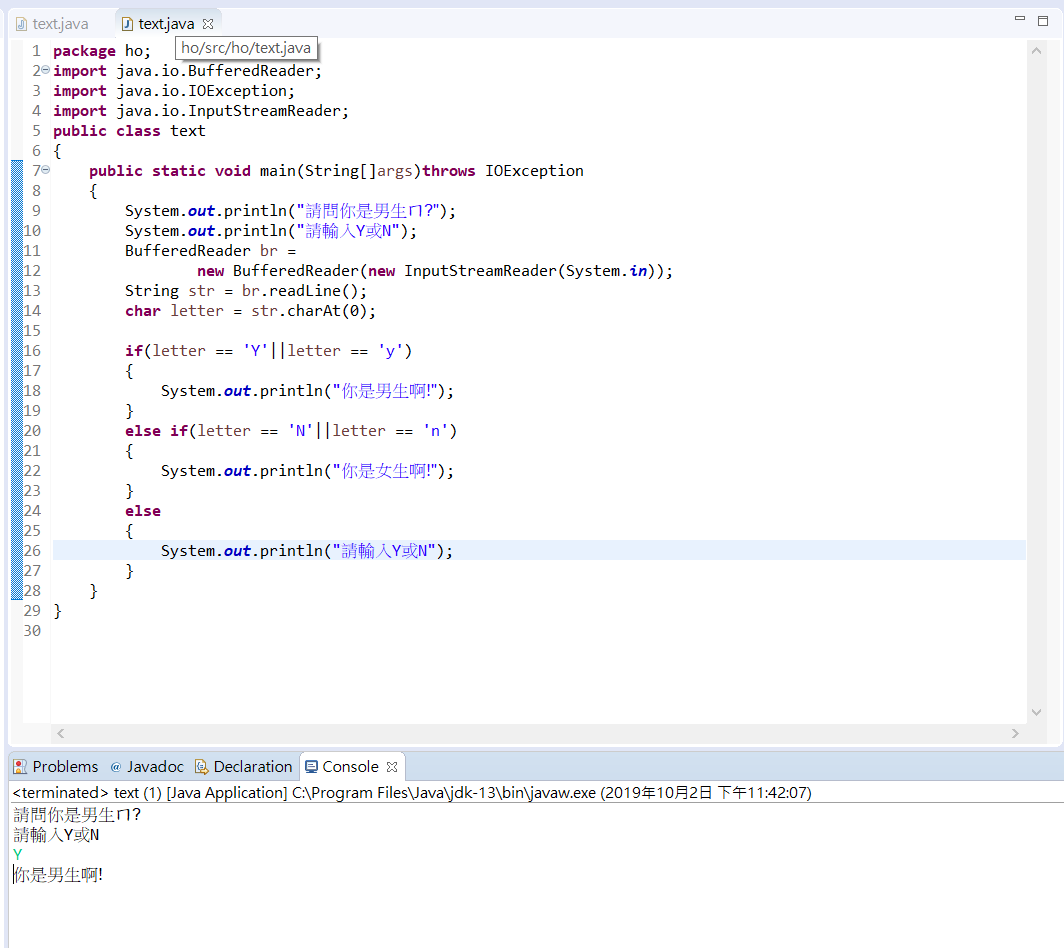 text.java text.java
ho/src/ho/text.java
1 package ho;
2 import java.io.BufferedReader;
3 import java.io.IOException;
4 import java.io.InputStreamReader;
5 public class text
6 {
7     public static void main(String[]args)throws IOException
8     {
9         System.out.println("請問你是男生ㄇ?");
10         System.out.println("請輸入Y或N");
11         BufferedReader br =
12                 new BufferedReader(new InputStreamReader(System.in));
13         String str = br.readLine();
14         char letter = str.charAt(0);
15
16         if(letter == 'Y'||letter == 'y')
17         {
18             System.out.println("你是男生啊!");
19         }
20         else if(letter == 'N'||letter == 'n')
21         {
22             System.out.println("你是女生啊!");
23         }
24         else
25         {
26             System.out.println("請輸入Y或N");
27         }
28     }
29 }
30
Problems @ Javadoc Declaration Console
<terminated> text (1) [Java Application] C:\Program Files\Java\jdk-13\bin\javaw.exe (2019年10月2日 下午11:42:07)
請問你是男生ㄇ?
請輸入Y或N
Y
你是男生啊!